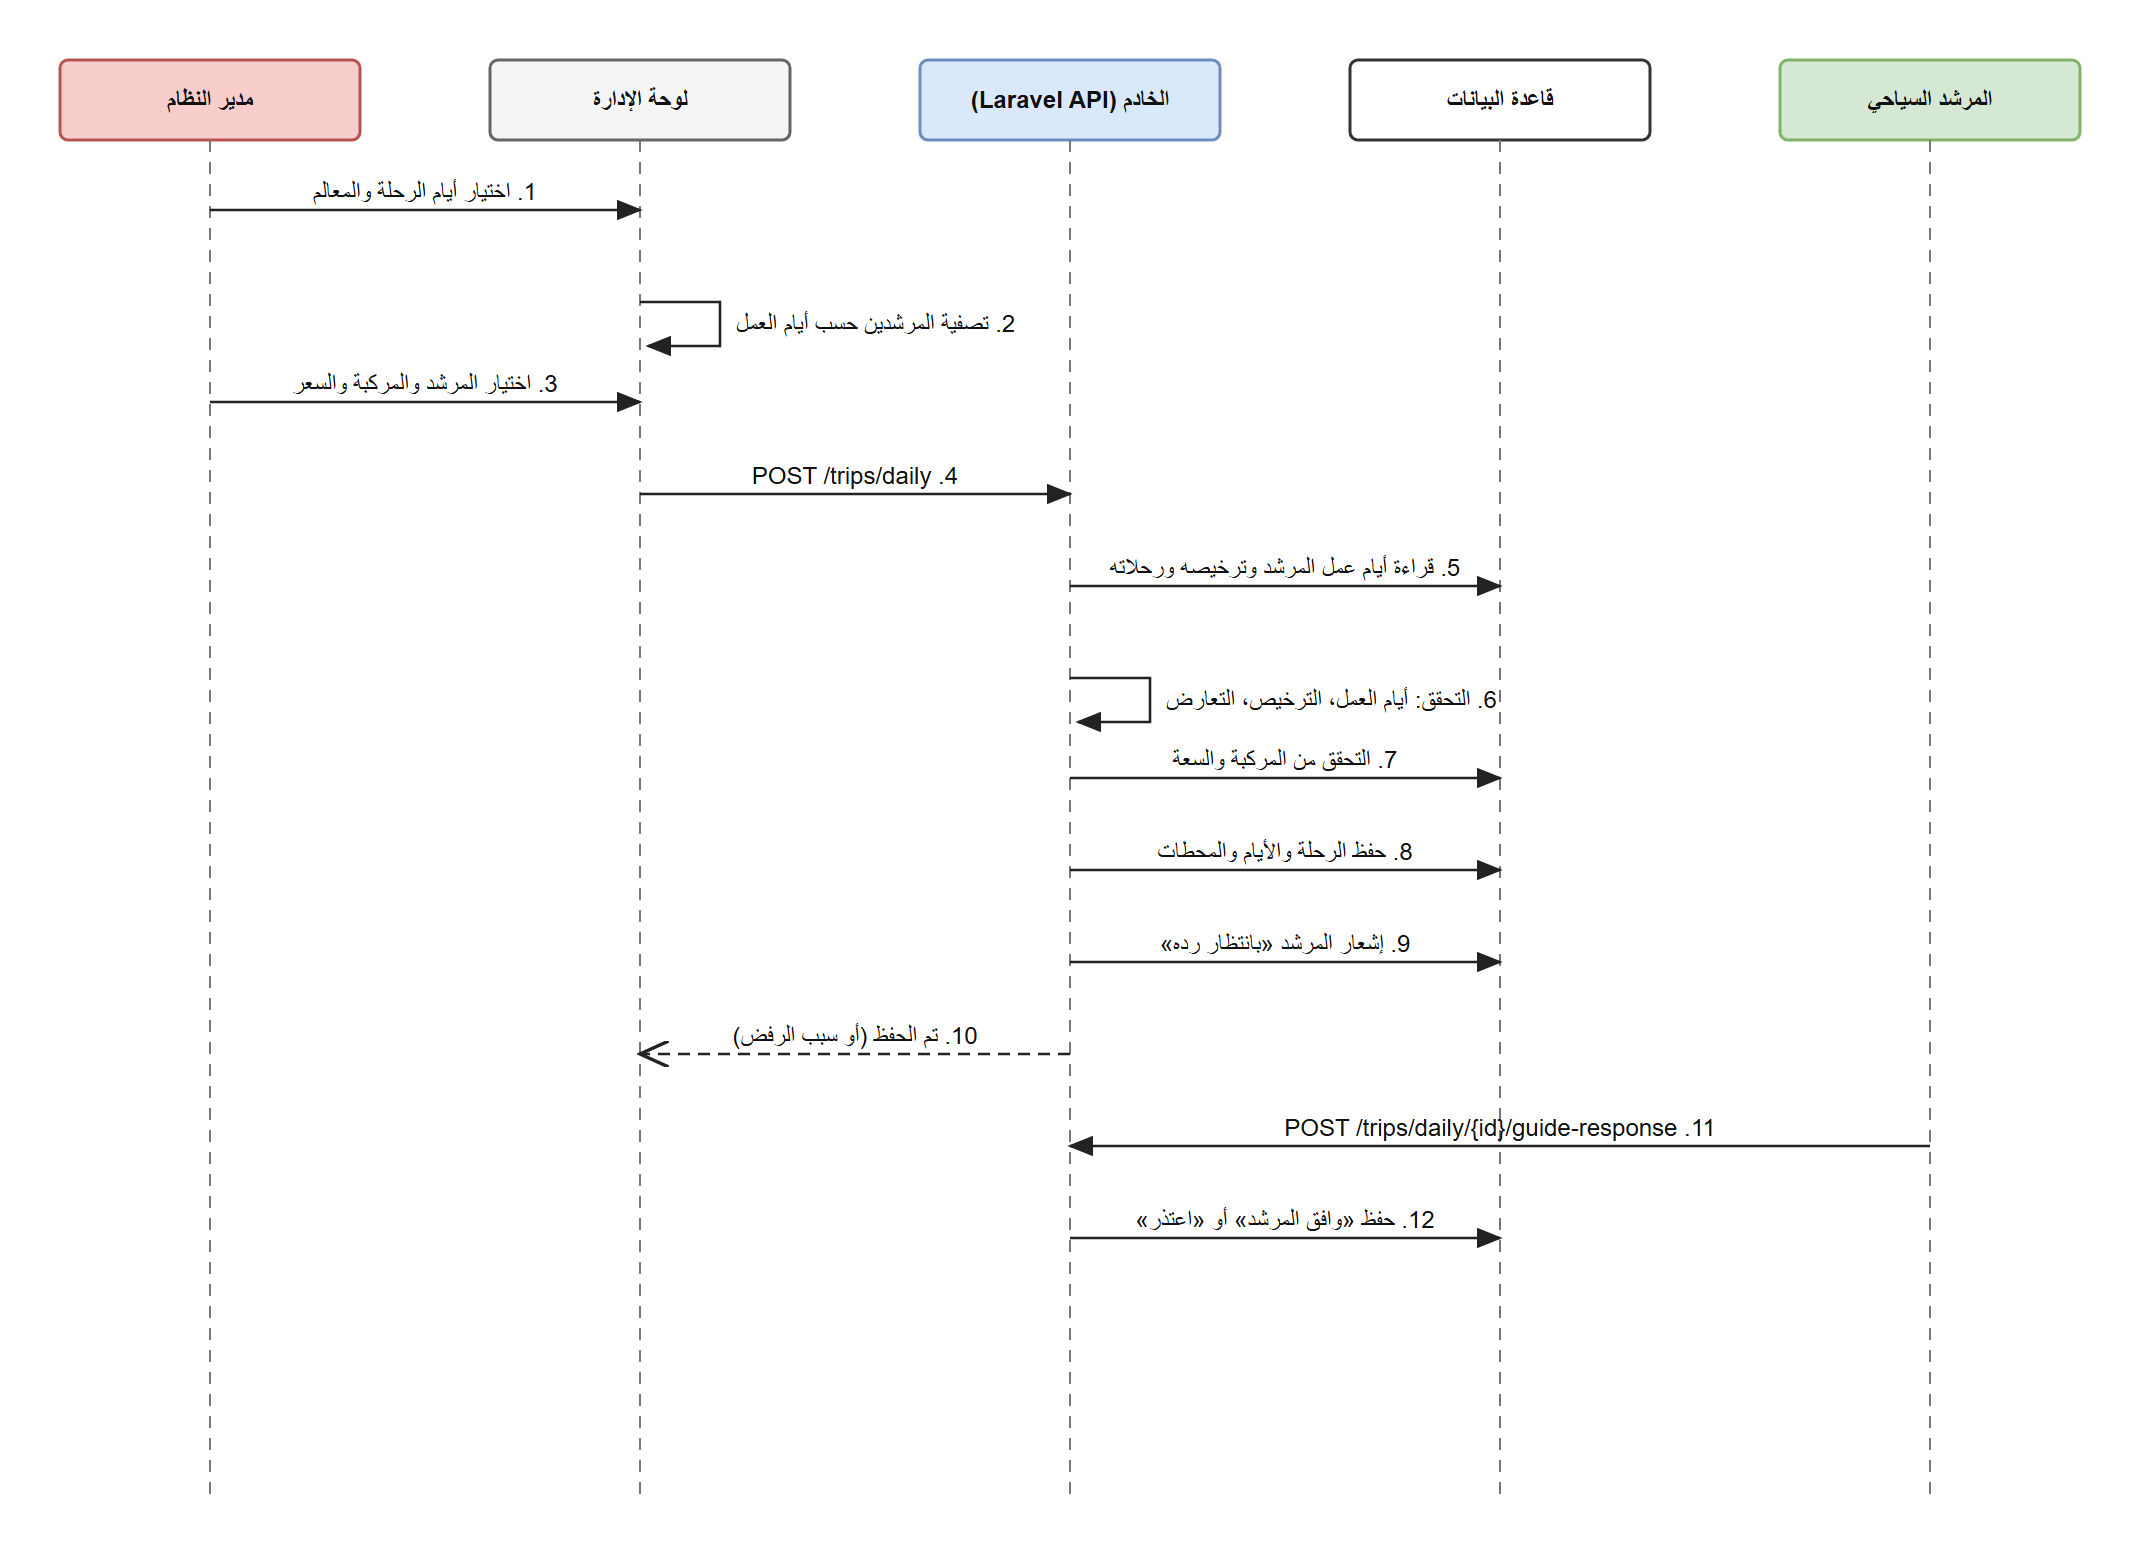 مدير النظام
لوحة الإدارة
الخادم (Laravel API)
قاعدة البيانات
المرشد السياحي
1. اختيار أيام الرحلة والمعالم
2. تصفية المرشدين حسب أيام العمل
3. اختيار المرشد والمركبة والسعر
4. POST /trips/daily
5. قراءة أيام عمل المرشد وترخيصه ورحلاته
6. التحقق: أيام العمل، الترخيص، التعارض
7. التحقق من المركبة والسعة
8. حفظ الرحلة والأيام والمحطات
9. إشعار المرشد «بانتظار رده»
10. تم الحفظ (أو سبب الرفض)
11. POST /trips/daily/{id}/guide-response
12. حفظ «وافق المرشد» أو «اعتذر»